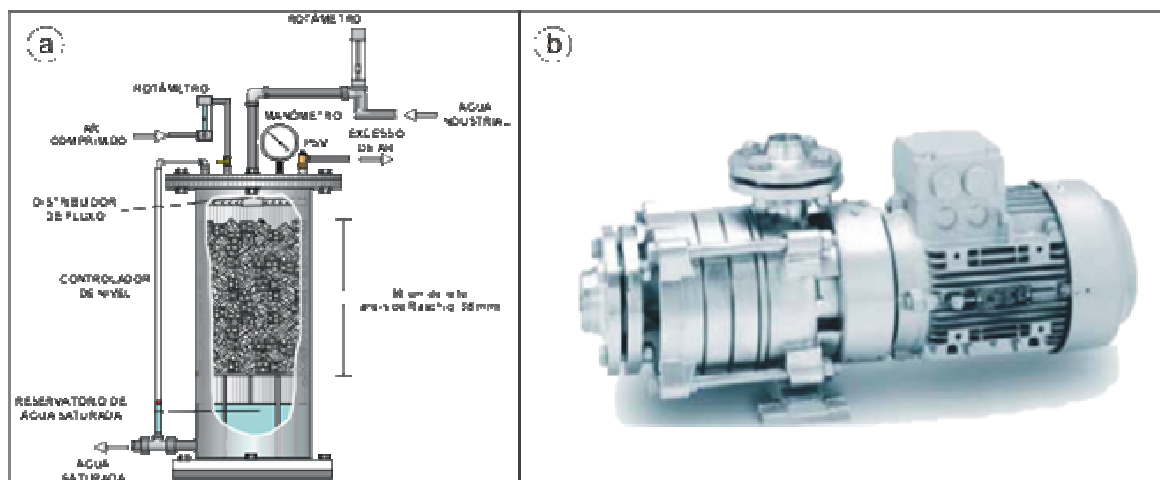 a
ROTÂMETRO
ROTÂMETRO
AR
COMPRIMIDO
MANÔMETRO
PSV
ÁGUA
INDUSTRIAL
EXCESSO
DE AR
DISTRIBUIDOR
DE FLUXO
CONTROLADOR
DE NÍVEL
RESERVATÓRIO DE
ÁGUA SATURADA
ÁGUA
SATURADA
b